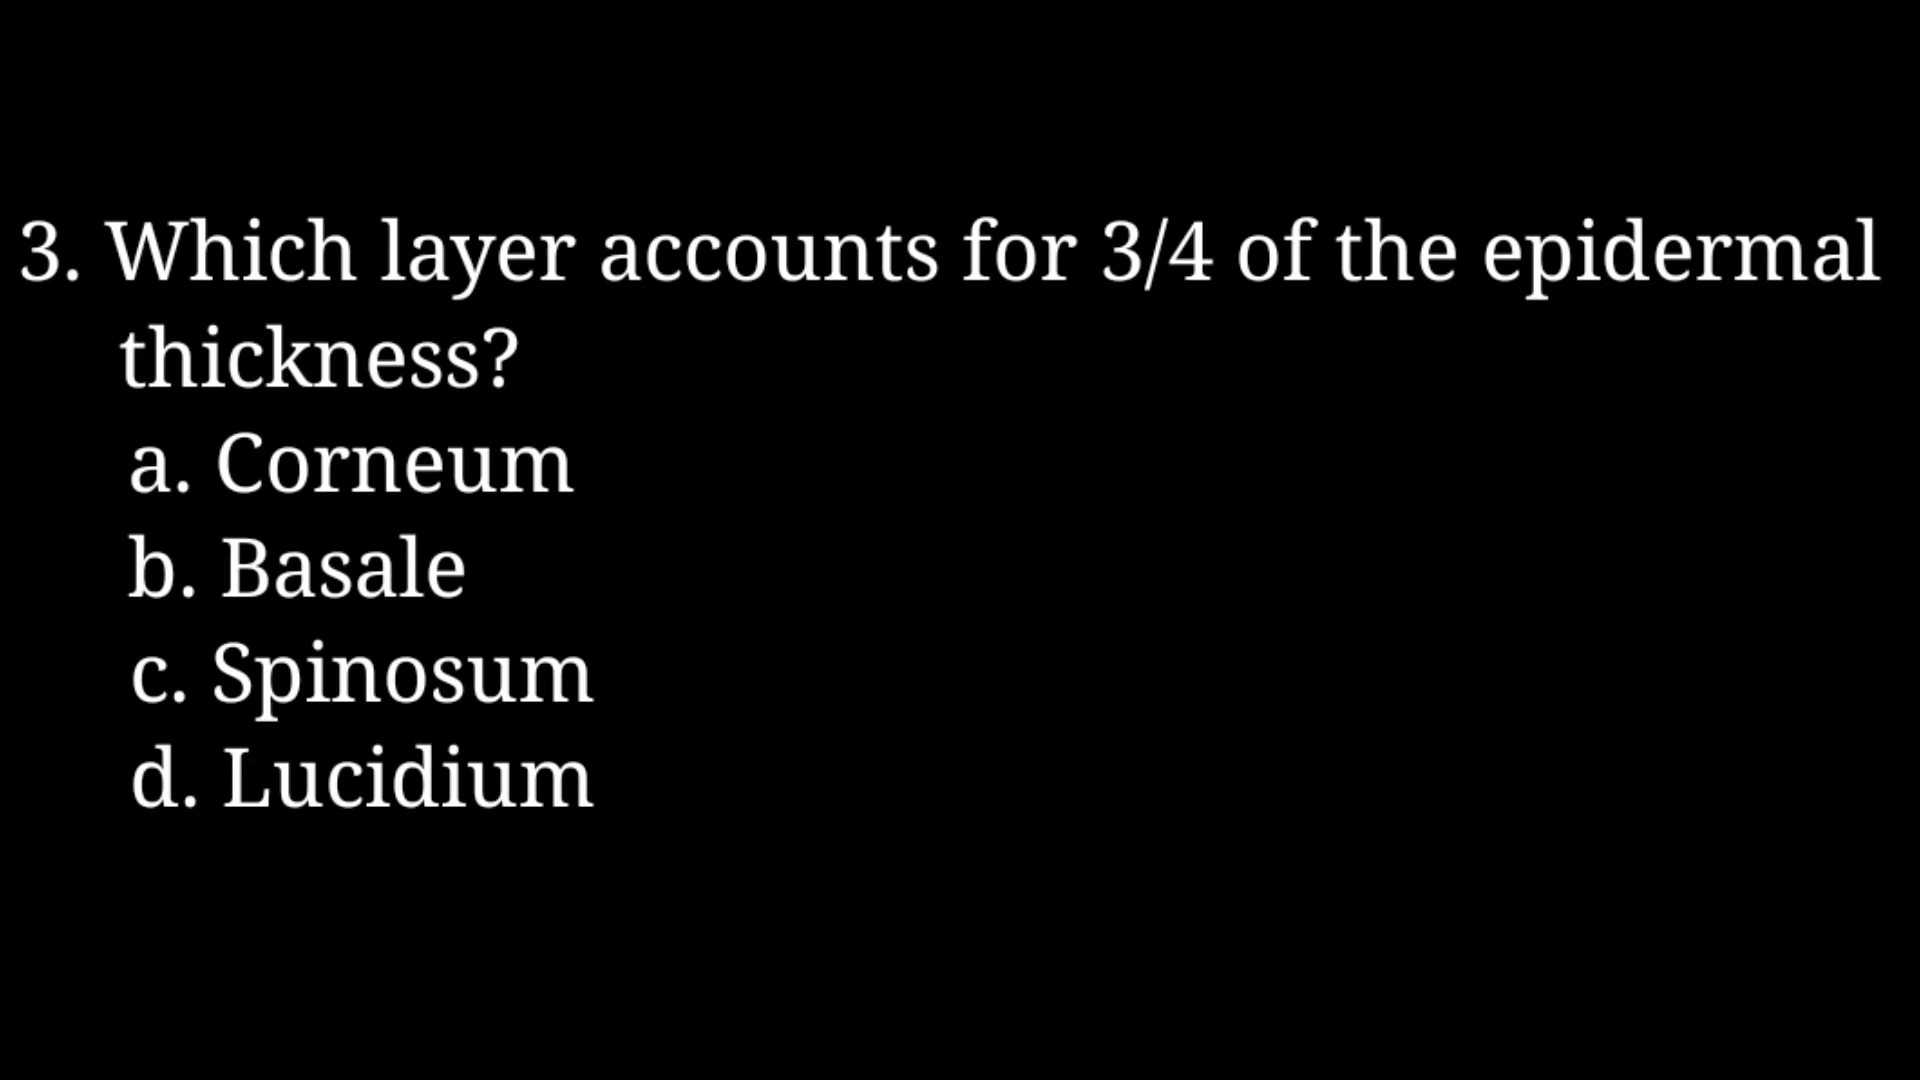 3. Which layer accounts for 3/4 of the epidermal
thickness?
a. Corneum
b. Basale
c. Spinosum
d. Lucidium